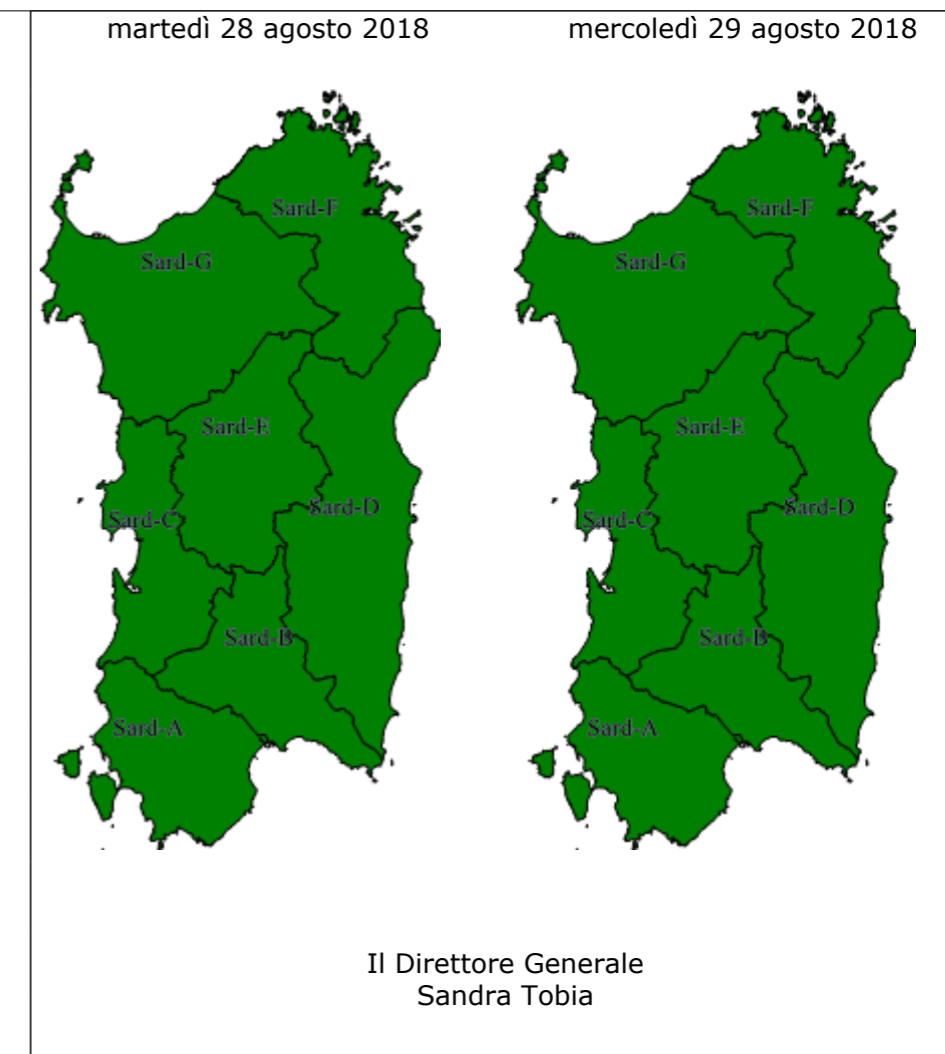 martedì 28 agosto 2018
mercoledì 29 agosto 2018
Sard-F
Sard-G
Sard-E
Sard-D
Sard-C
Sard-B
Sard-A
Sard-F
Sard-G
Sard-E
Sard-D
Sard-C
Sard-B
Sard-A
Il Direttore Generale
Sandra Tobia